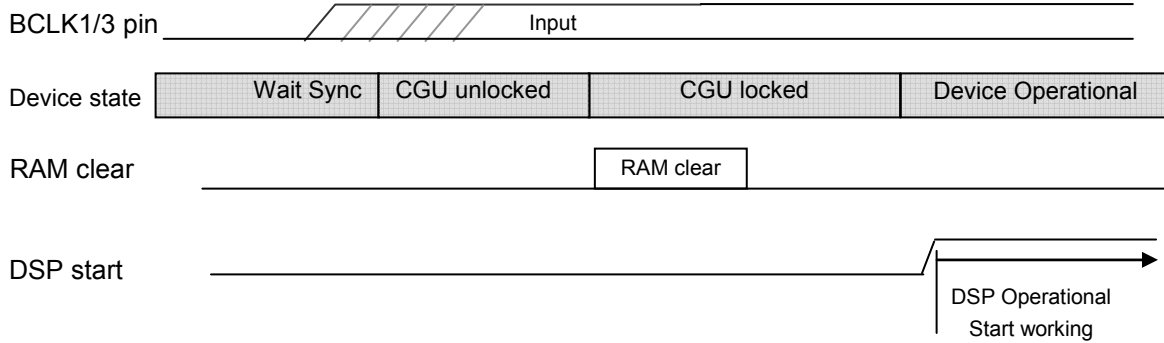 BCLK1/3 pin Input
Device state Wait Sync CGU unlocked CGU locked Device Operational
RAM clear RAM clear
DSP start
DSP Operational
Start working